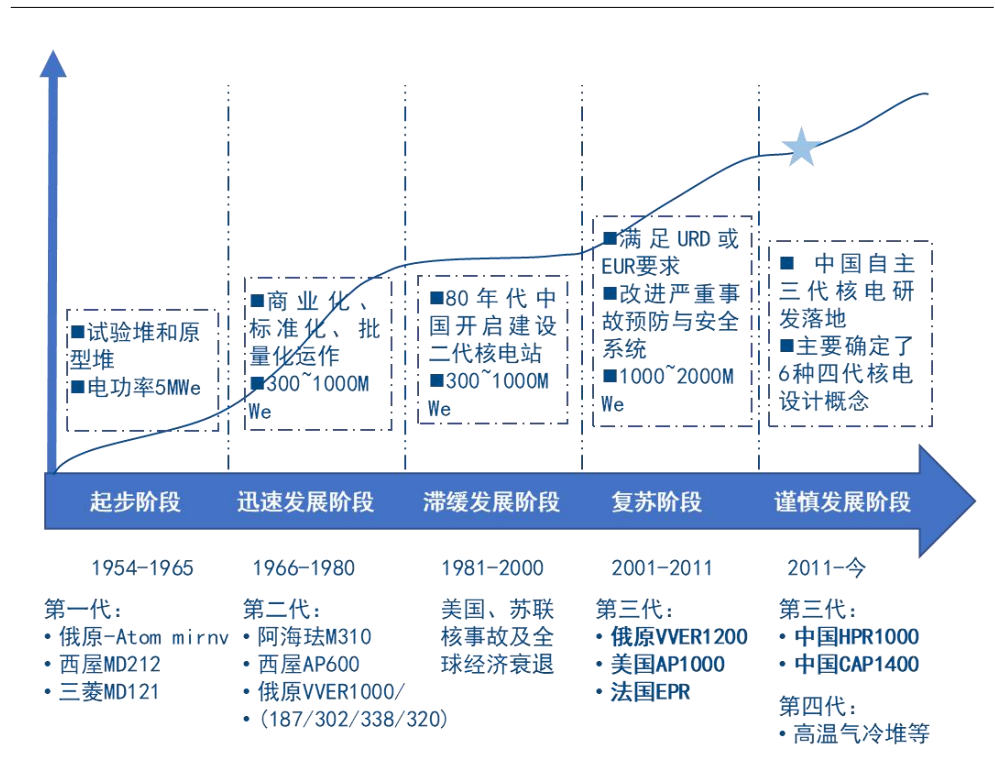 ■试验堆和原
型堆
■电功率5MWe
■商业化、
标准化、批
量化运作
■300~1000M
We
■80年代中
国开启建设
二代核电站
■300~1000M
We
■满足URD或
EUR要求
■改进严重事
故预防与安全
系统
■1000~2000M
We
■ 中国自主
三代核电研
发落地
■主要确定了
6种四代核电
设计概念
起步阶段
迅速发展阶段
滞缓发展阶段
复苏阶段
谨慎发展阶段
1954-1965
1966-1980
1981-2000
2001-2011
2011-今
第一代:
•俄原-Atom mirnv
•西屋MD212
•三菱MD121
第二代:
•阿海珐M310
•西屋AP600
•俄原VVER1000/
•(187/302/338/320)
美国、苏联
核事故及全
球经济衰退
第三代:
•俄原VVER1200
•美国AP1000
•法国EPR
第三代:
•中国HPR1000
•中国CAP1400
第四代:
•高温气冷堆等